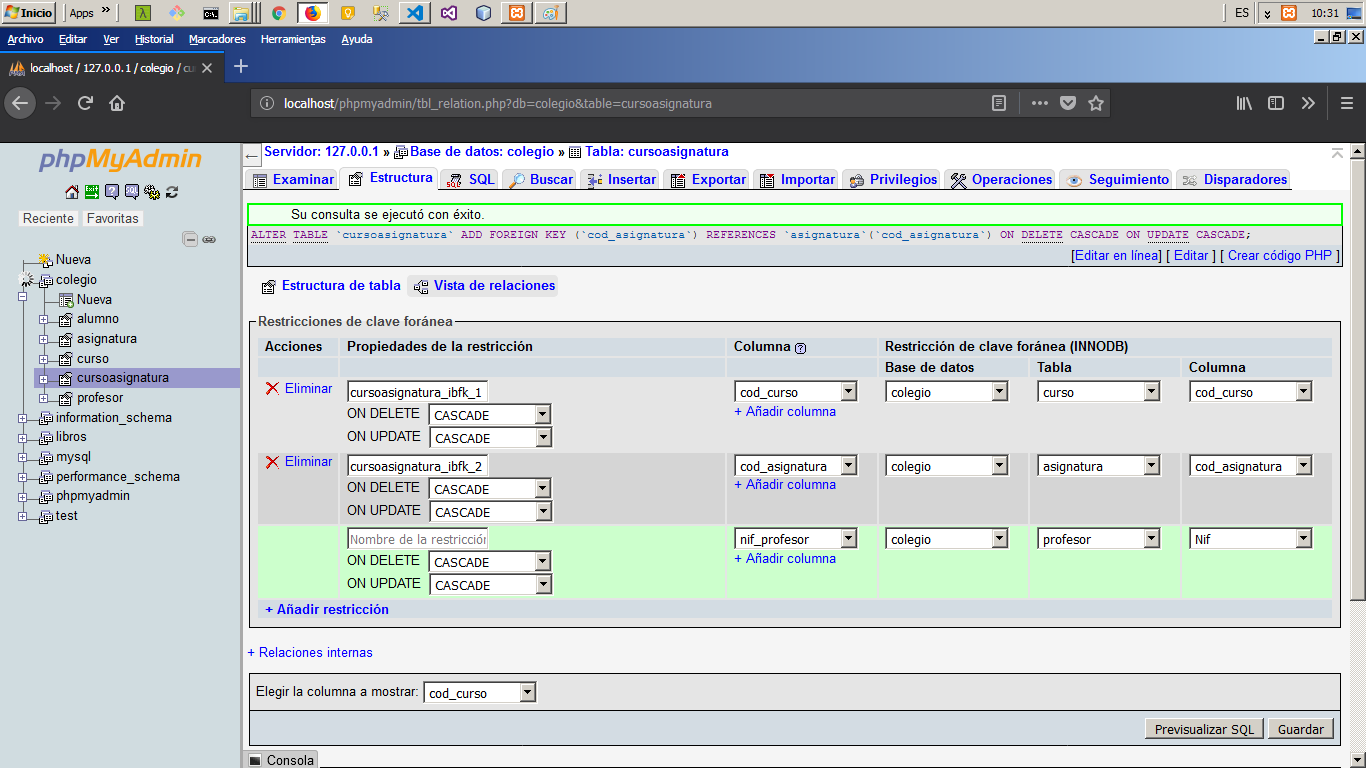 Inicio Apps » ES 10:31
Archivo Editar Ver Historial Marcadores Herramientas Ayuda
localhost / 127.0.0.1 / colegio / cu
localhost/phpmyadmin/tbl_relation.php?db=colegio&table=cursoasignatura
phpMyAdmin
Reciente Favoritas
Nueva
colegio
Nueva
alumno
asignatura
curso
cursoasignatura
profesor
information_schema
libros
mysql
performance_schema
phpmyadmin
test
Servidor: 127.0.0.1 » Base de datos: colegio » Tabla: cursoasignatura
Examinar Estructura SQL Buscar Insertar Exportar Importar Privilegios Operaciones Seguimiento Disparadores
Su consulta se ejecutó con éxito.
ALTER TABLE `cursoasignatura` ADD FOREIGN KEY (`cod_asignatura`) REFERENCES `asignatura`(`cod_asignatura`) ON DELETE CASCADE ON UPDATE CASCADE;
[Editar en línea] [ Editar ] [ Crear código PHP ]
Estructura de tabla Vista de relaciones
Restricciones de clave foránea
Acciones Propiedades de la restricción Columna Restricción de clave foránea (INNODB)
Base de datos Tabla Columna
Eliminar cursoasignatura_ibfk_1 cod_curso colegio curso cod_curso
ON DELETE CASCADE + Añadir columna
ON UPDATE CASCADE
Eliminar cursoasignatura_ibfk_2 cod_asignatura colegio asignatura cod_asignatura
ON DELETE CASCADE + Añadir columna
ON UPDATE CASCADE
Nombre de la restricción nif_profesor colegio profesor Nif
ON DELETE CASCADE + Añadir columna
ON UPDATE CASCADE
+ Añadir restricción
+ Relaciones internas
Elegir la columna a mostrar: cod_curso
Previsualizar SQL Guardar
Consola